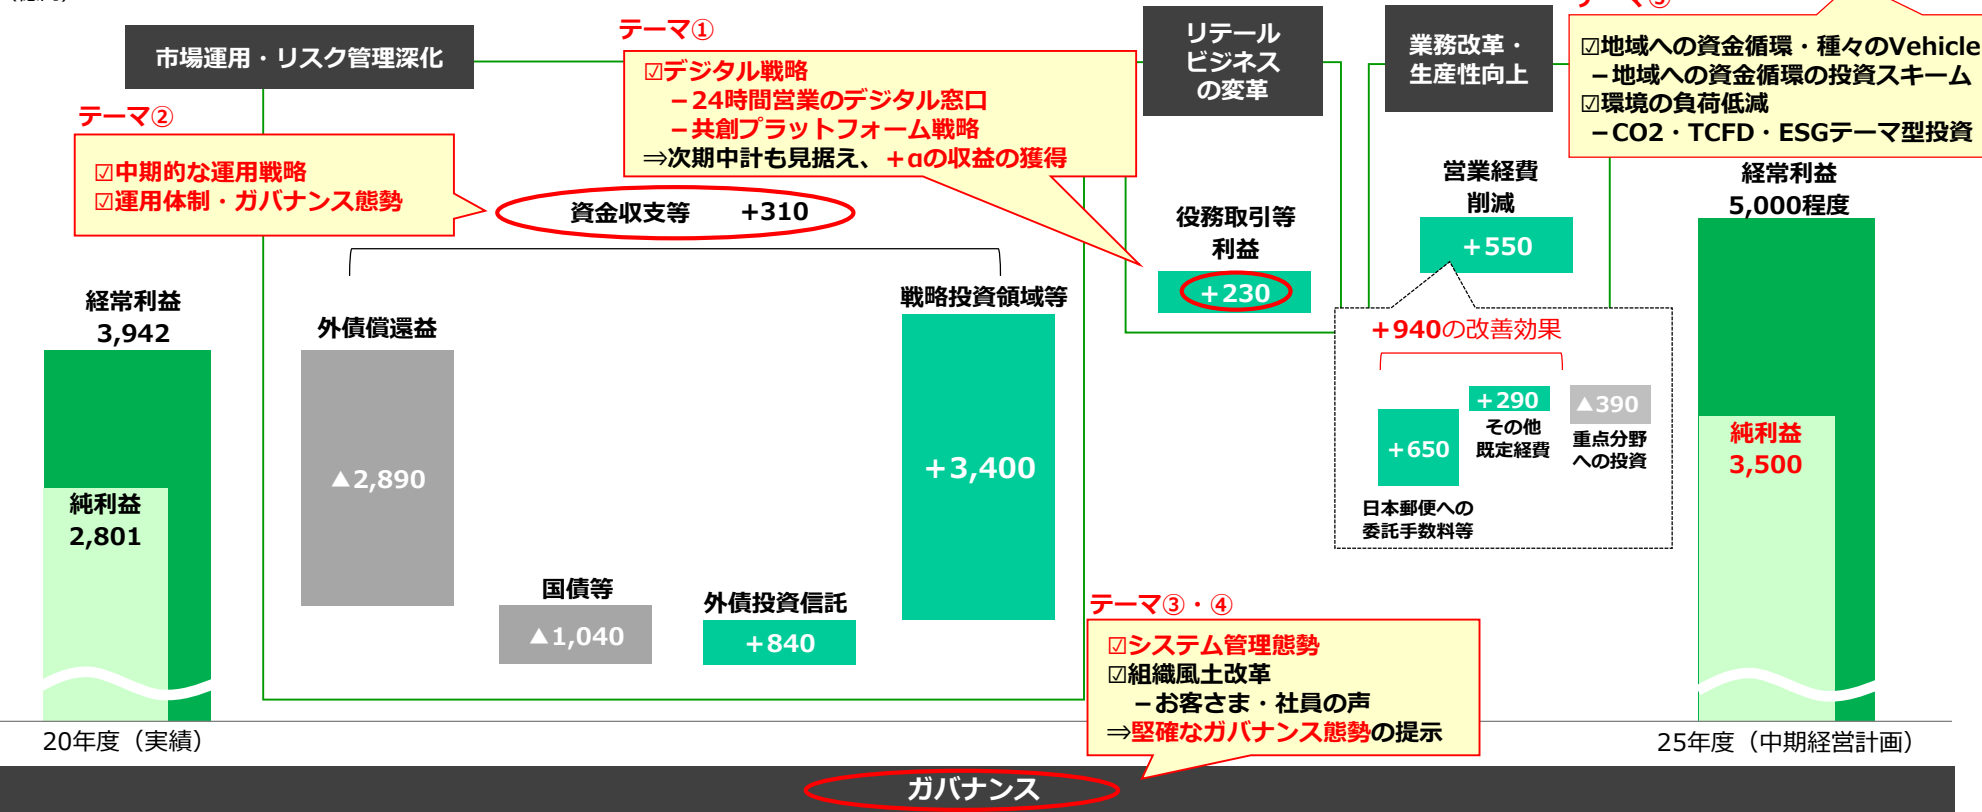 テーマ①
市場運用・リスク管理深化
☑デジタル戦略
－24時間営業のデジタル窓口
－共創プラットフォーム戦略
⇒次期中計も見据え、+αの収益の獲得
リテール
ビジネス
の変革
業務改革・
生産性向上
☑地域への資金循環・種々のVehicle
－地域への資金循環の投資スキーム
☑環境の負荷低減
－CO2・TCFD・ESGテーマ型投資
テーマ②
☑中期的な運用戦略
☑運用体制・ガバナンス態勢
資金収支等 +310
役務取引等
利益
+230
営業経費
削減
+550
経常利益
5,000程度
経常利益
3,942
外債償還益
▲2,890
戦略投資領域等
+3,400
+940の改善効果
+290
その他
既定経費
▲390
重点分野
への投資
+650
日本郵便への
委託手数料等
純利益
3,500
純利益
2,801
国債等
▲1,040
外債投資信託
+840
テーマ③・④
☑システム管理態勢
☑組織風土改革
－お客さま・社員の声
⇒堅確なガバナンス態勢の提示
20年度（実績）
25年度（中期経営計画）
ガバナンス